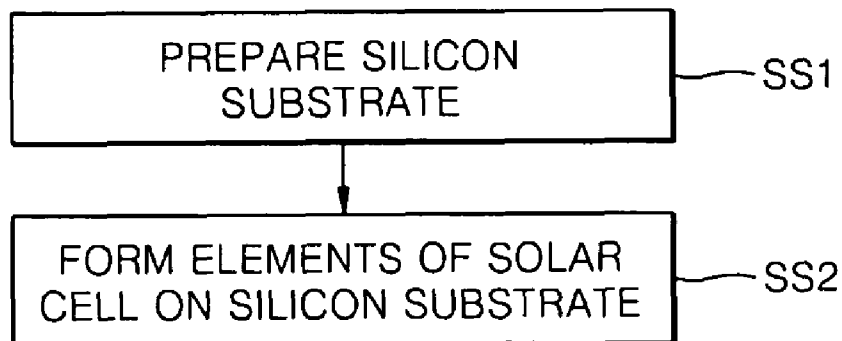 PREPARE SILICON
SUBSTRATE
SS1
FORM ELEMENTS OF SOLAR
CELL ON SILICON SUBSTRATE
SS2